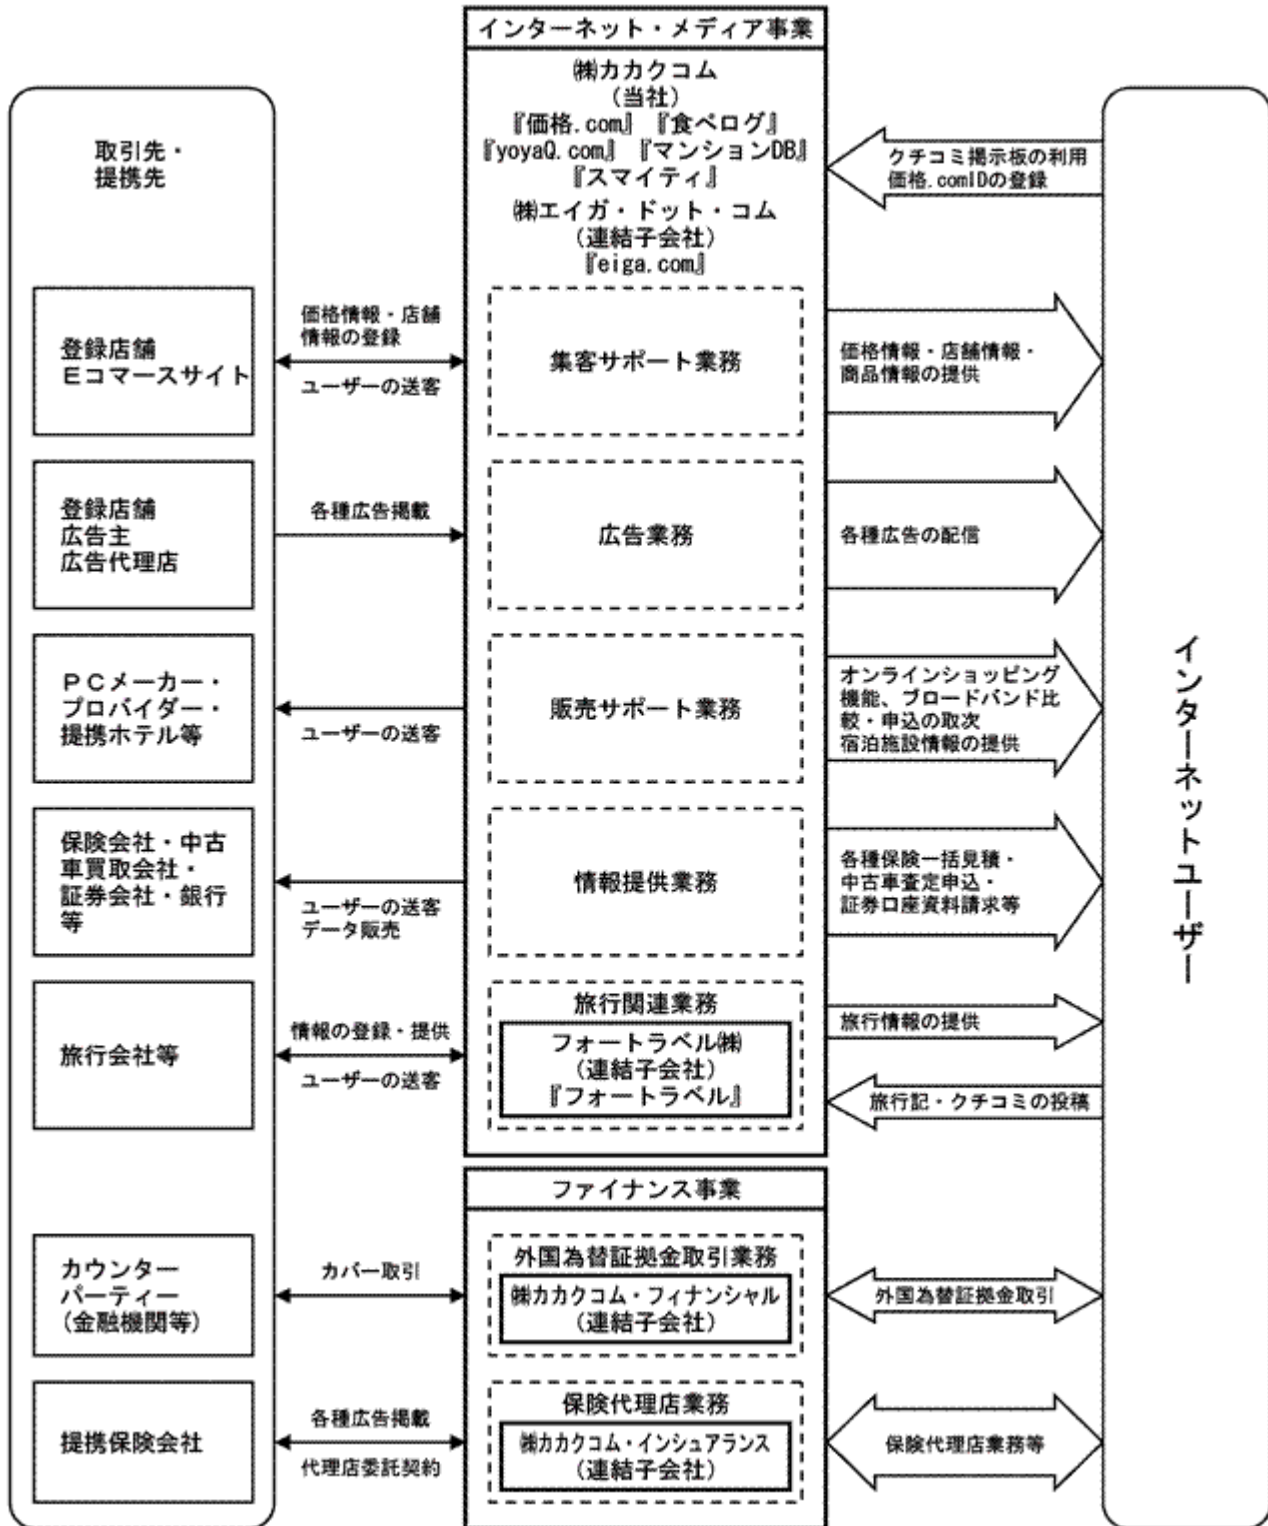 インターネット・メディア事業
㈱カカクコム
（当社）
『価格.com』『食べログ』
『yoyaQ.com』『マンションDB』
『スマイティ』
㈱エイガ・ドット・コム
（連結子会社）
『eiga.com』
取引先・
提携先
クチコミ掲示板の利用
価格.comIDの登録
登録店舗
Ｅコマースサイト
価格情報・店舗
情報の登録
ユーザーの送客
集客サポート業務
価格情報・店舗情報・
商品情報の提供
登録店舗
広告主
広告代理店
各種広告掲載
広告業務
各種広告の配信
ＰＣメーカー・
プロバイダー・
提携ホテル等
ユーザーの送客
販売サポート業務
オンラインショッピング
機能、ブロードバンド比
較・申込の取次
宿泊施設情報の提供
保険会社・中古
車買取会社・
証券会社・銀行
等
ユーザーの送客
データ販売
情報提供業務
各種保険一括見積・
中古車査定申込・
証券口座資料請求等
旅行会社等
情報の登録・提供
ユーザーの送客
旅行関連業務
フォートラベル㈱
（連結子会社）
『フォートラベル』
旅行情報の提供
旅行記・クチコミの投稿
インターネットユーザー
ファイナンス事業
カウンター
パーティー
(金融機関等)
カバー取引
外国為替証拠金取引業務
㈱カカクコム・フィナンシャル
（連結子会社）
外国為替証拠金取引
提携保険会社
各種広告掲載
代理店委託契約
保険代理店業務
㈱カカクコム・インシュアランス
（連結子会社）
保険代理店業務等